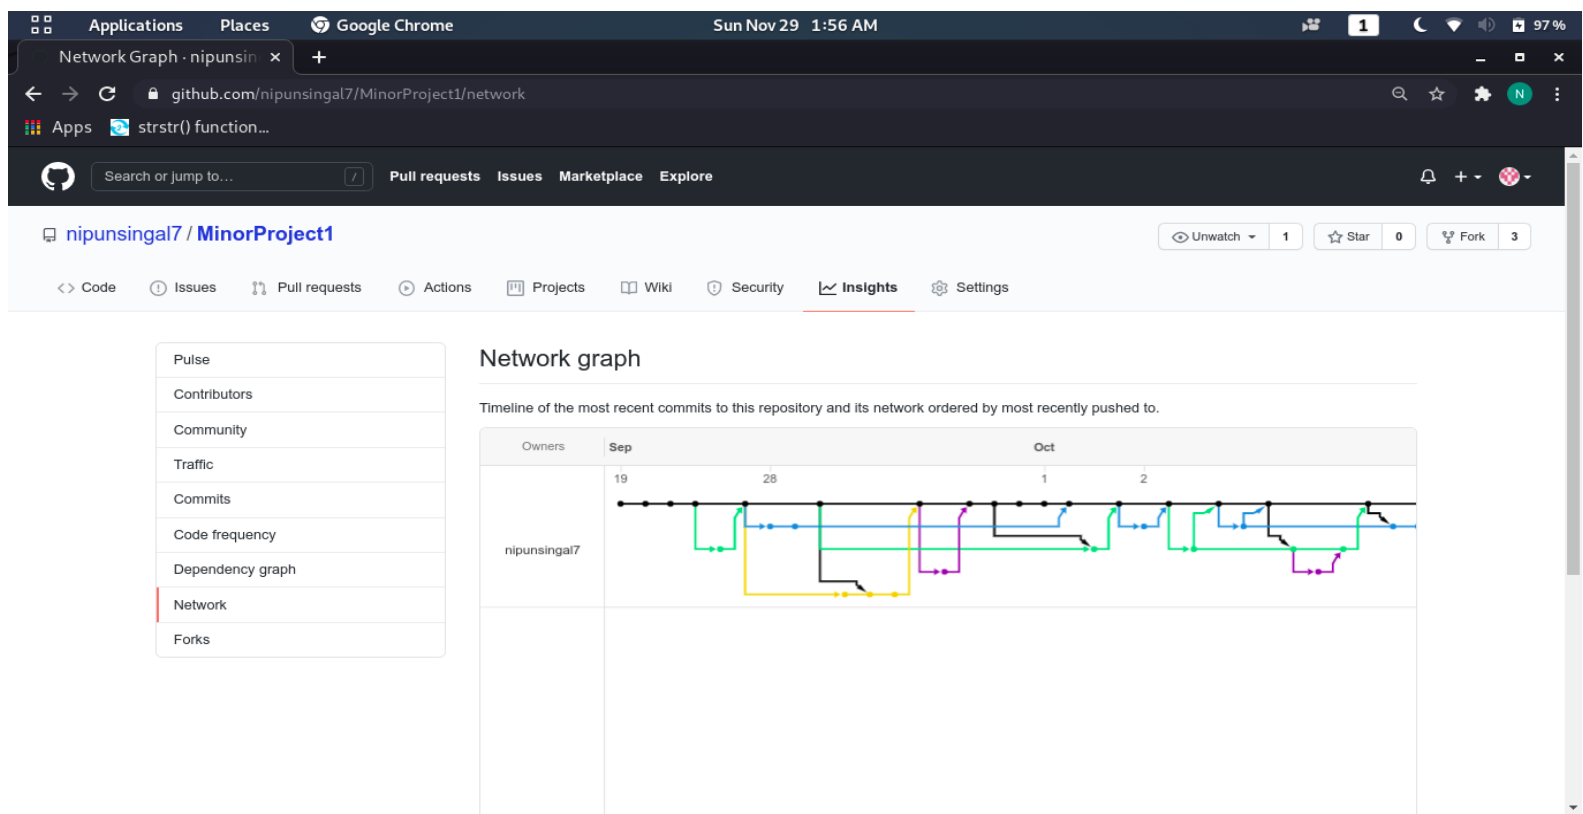 Applications Places Google Chrome Sun Nov 29 1:56 AM 1 97 %
Network Graph · nipunsin
github.com/nipunsingal7/MinorProject1/network N
Apps strstr() function...
Search or jump to... / Pull requests Issues Marketplace Explore
nipunsingal7 / MinorProject1 Unwatch 1 Star 0 Fork 3
Code Issues Pull requests Actions Projects Wiki Security Insights Settings
Pulse
Contributors
Community
Traffic
Commits
Code frequency
Dependency graph
Network
Forks
Network graph
Timeline of the most recent commits to this repository and its network ordered by most recently pushed to.
Owners Sep Oct
19 28 1 2
nipunsingal7